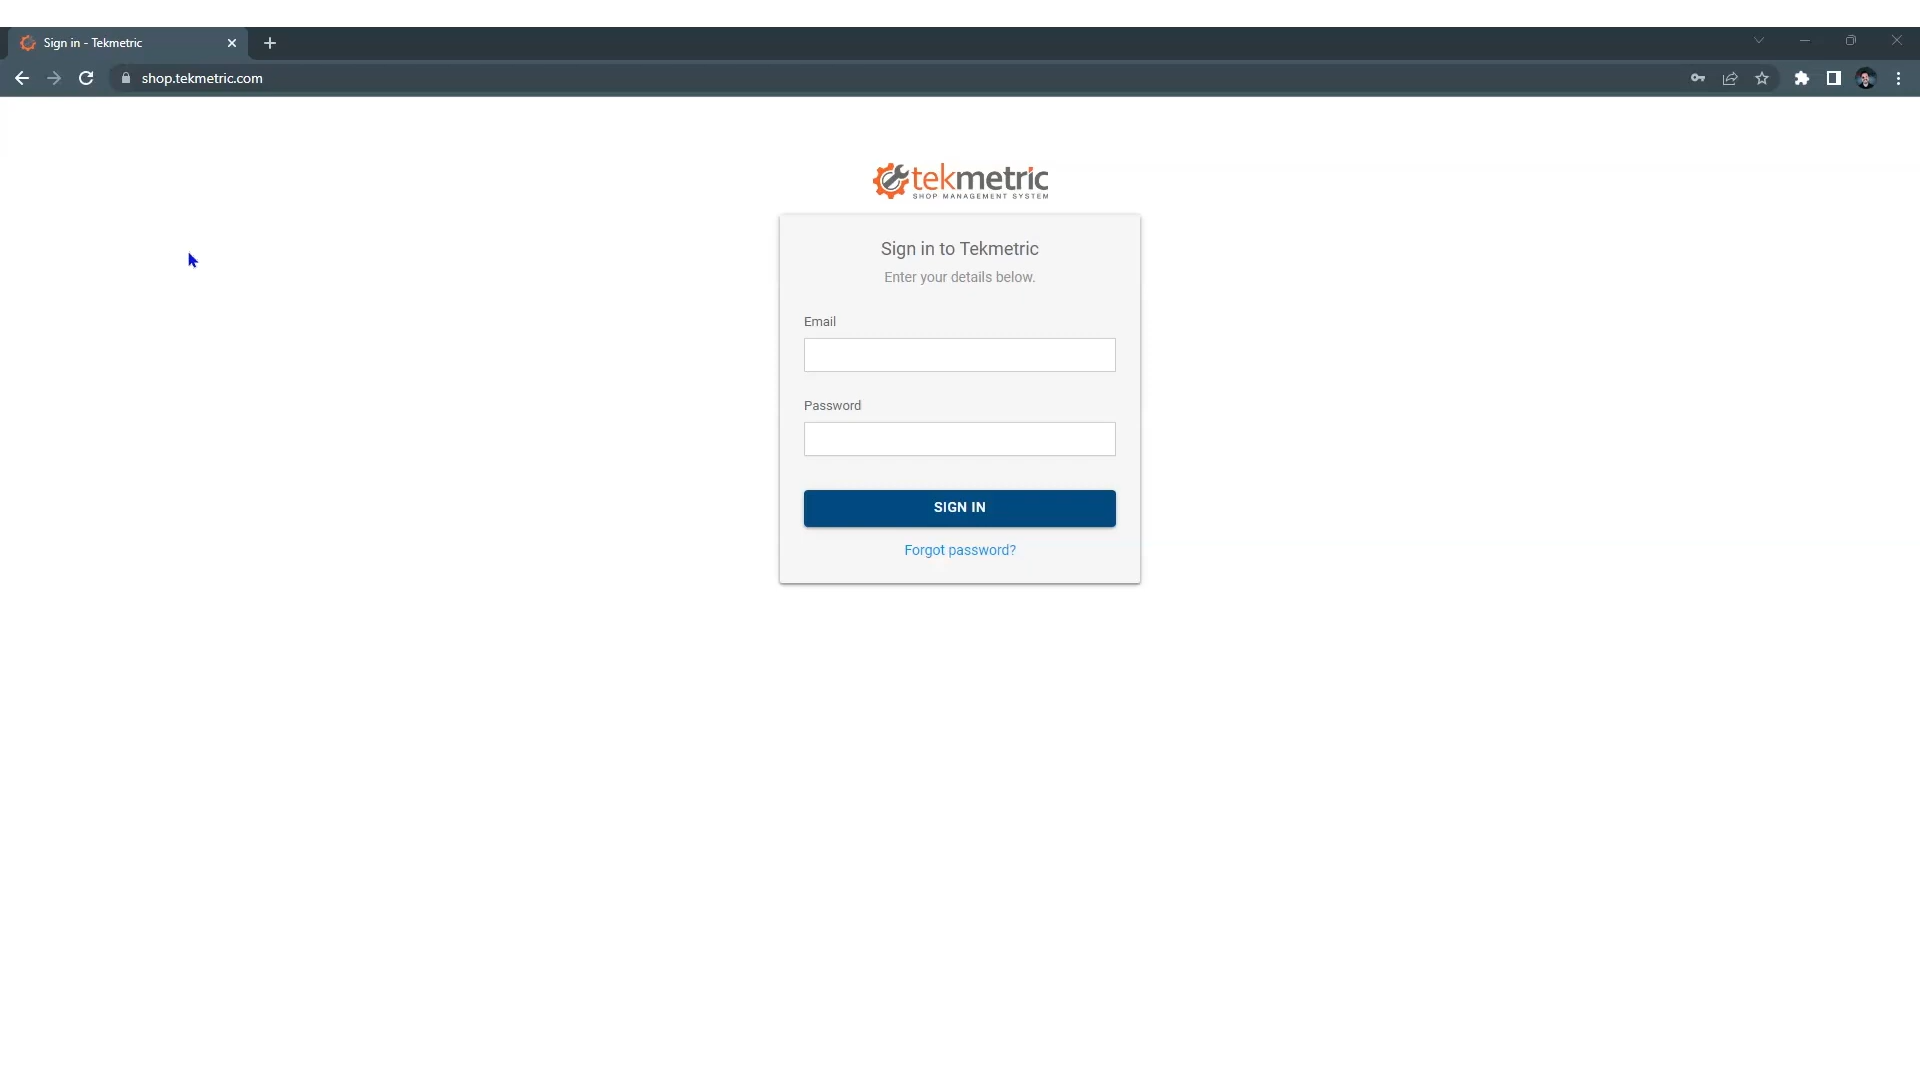 Sign in - Tekmetric
shop.tekmetric.com
tekmetric
SHOP MANAGEMENT SYSTEM
Sign in to Tekmetric
Enter your details below.
Email
Password
SIGN IN
Forgot password?